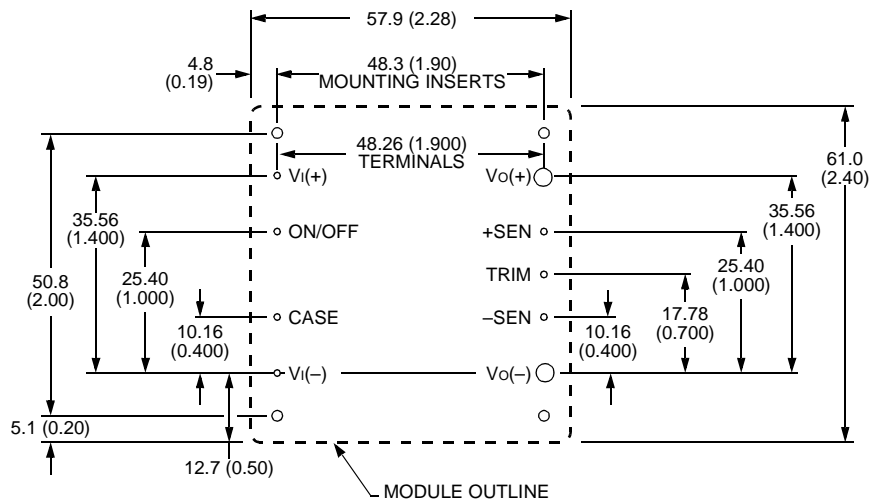 57.9 (2.28)
4.8
(0.19)
48.3 (1.90)
MOUNTING INSERTS
48.26 (1.900)
TERMINALS
61.0
(2.40)
VI(+)
VO(+)
35.56
(1.400)
35.56
(1.400)
ON/OFF
+SEN
50.8
(2.00)
25.40
(1.000)
TRIM
25.40
(1.000)
17.78
(0.700)
CASE
–SEN
10.16
(0.400)
10.16
(0.400)
VI(–)
VO(–)
5.1 (0.20)
12.7 (0.50)
MODULE OUTLINE